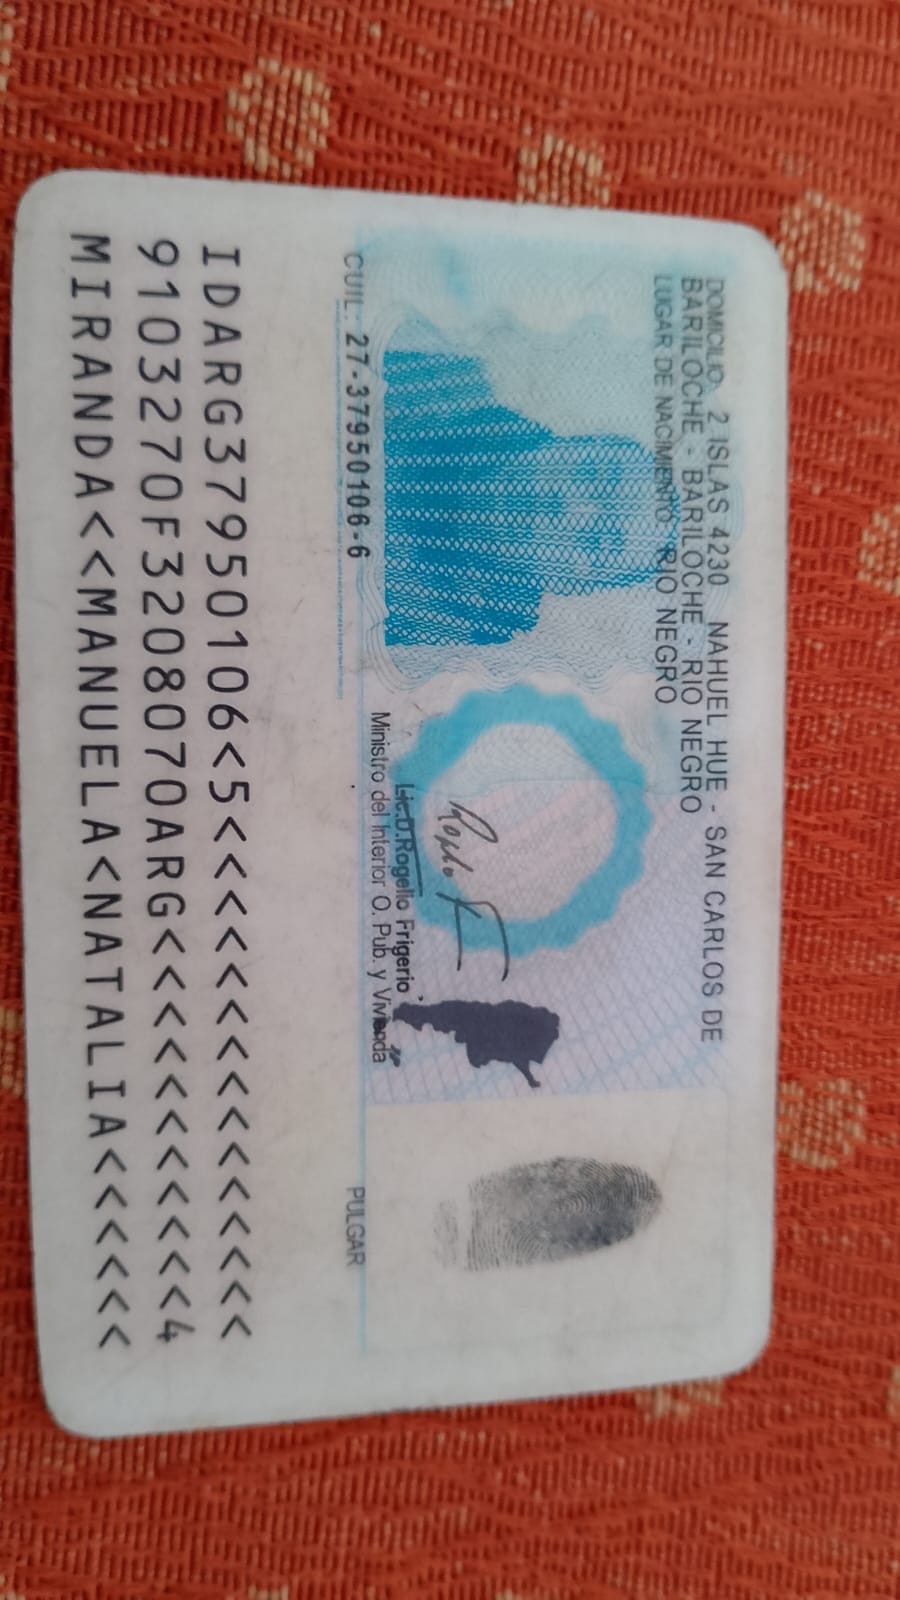 DOMICILIO: 2 ISLAS 4230 NAHUEL HUE - SAN CARLOS DE
BARILOCHE - BARILOCHE - RIO NEGRO
LUGAR DE NACIMIENTO: RIO NEGRO
Lic.D.Rogelio Frigerio
Ministro del Interior O. Pub. y Vivienda
CUIL: 27-37950106-6
PULGAR
IDARG37950106<5<<<<<<<<<<<<<<<
9103270F3208070ARG<<<<<<<<<<<4
MIRANDA<<MANUELA<NATALIA<<<<<<